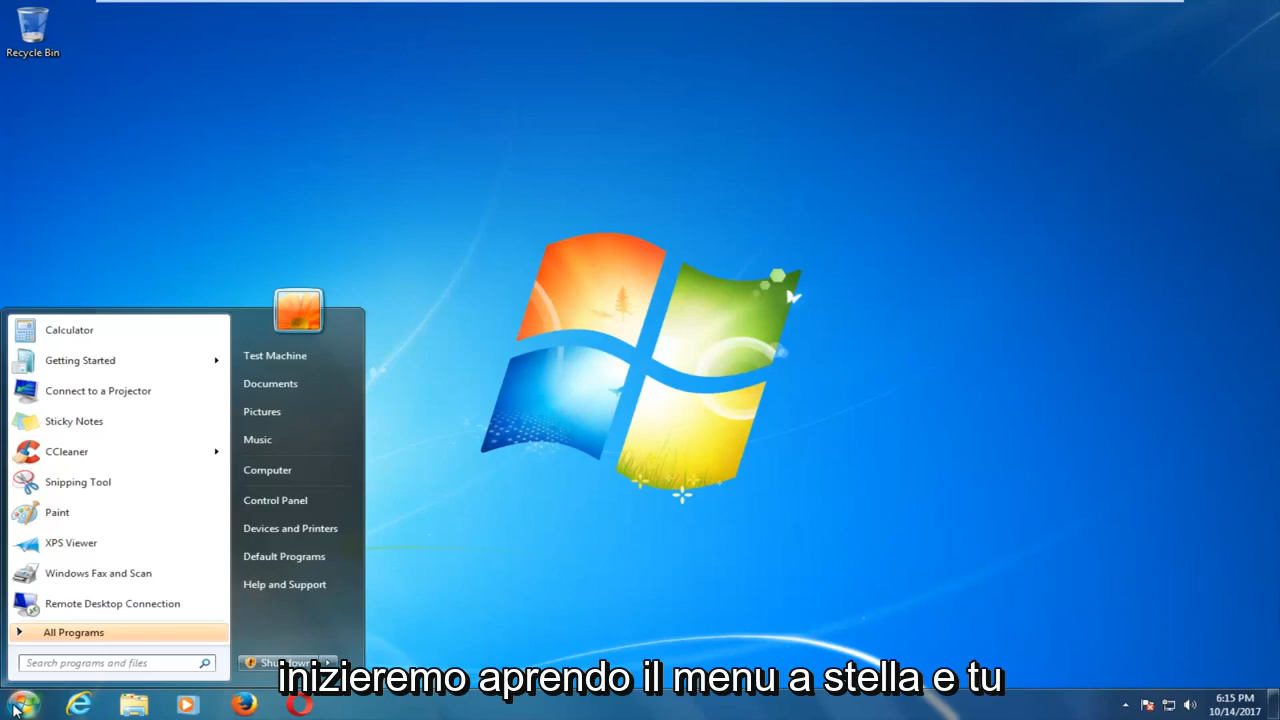 Recycle Bin
Calculator
Getting Started
Connect to a Projector
Sticky Notes
CCleaner
Snipping Tool
Paint
XPS Viewer
Windows Fax and Scan
Remote Desktop Connection
All Programs
Search programs and files
Test Machine
Documents
Pictures
Music
Computer
Control Panel
Devices and Printers
Default Programs
Help and Support
Shut down
inizieremo aprendo il menu a stella e tu
6:15 PM
10/14/2017